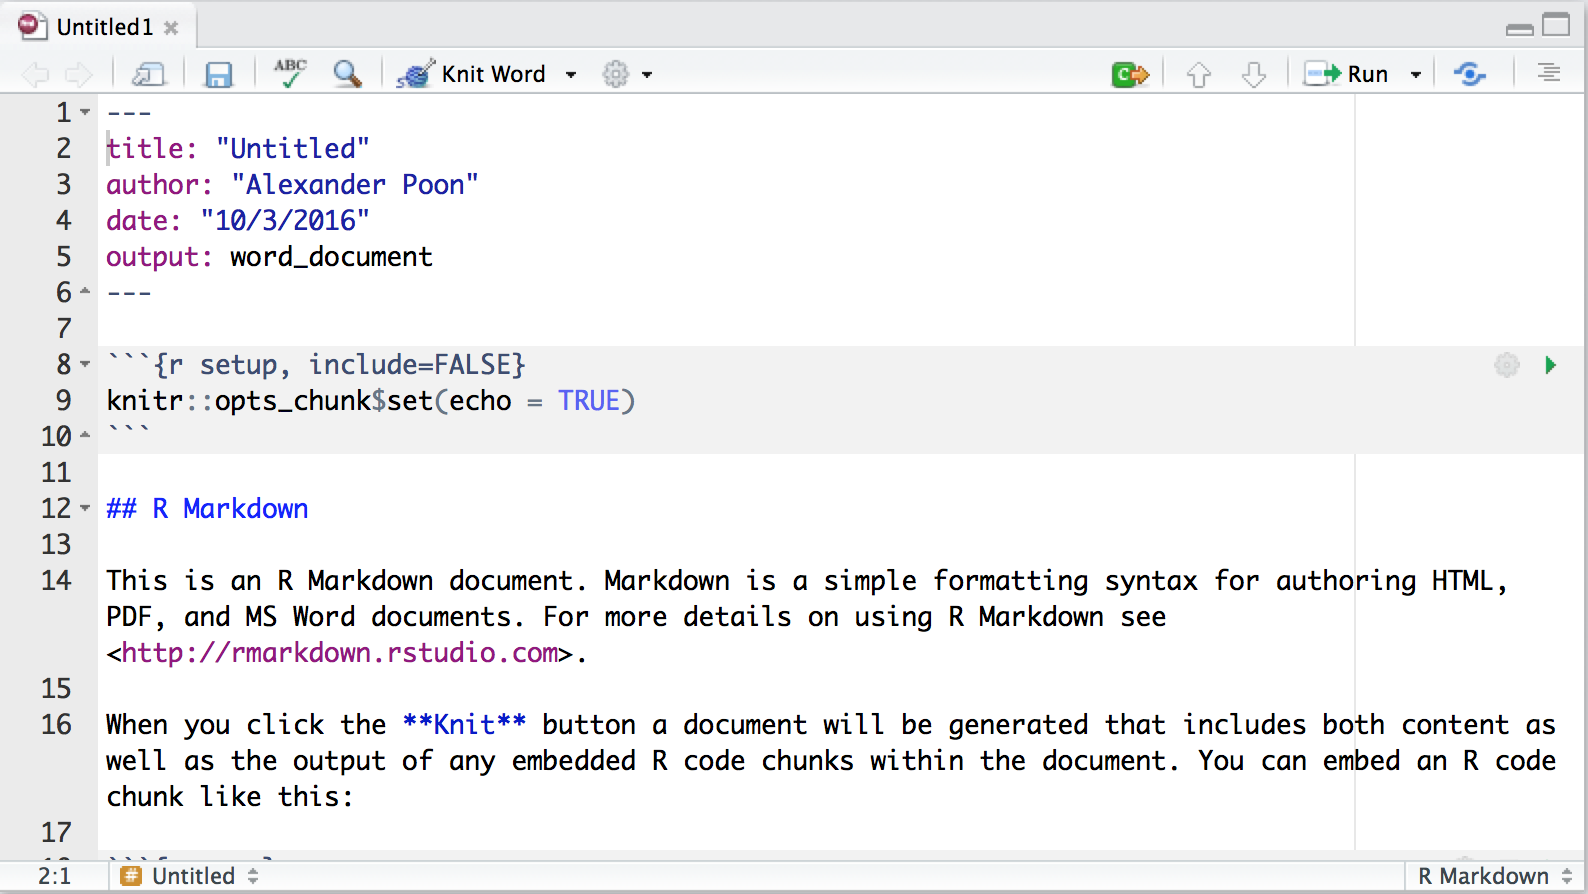 Untitled1
ABC Knit Word Run
1 ---
2 title: "Untitled"
3 author: "Alexander Poon"
4 date: "10/3/2016"
5 output: word_document
6 ---
7
8 ```{r setup, include=FALSE}
9 knitr::opts_chunk$set(echo = TRUE)
10 ```
11
12 ## R Markdown
13
14 This is an R Markdown document. Markdown is a simple formatting syntax for authoring HTML,
PDF, and MS Word documents. For more details on using R Markdown see
<http://rmarkdown.rstudio.com>.
15
16 When you click the **Knit** button a document will be generated that includes both content as
well as the output of any embedded R code chunks within the document. You can embed an R code
chunk like this:
17
2:1 # Untitled R Markdown